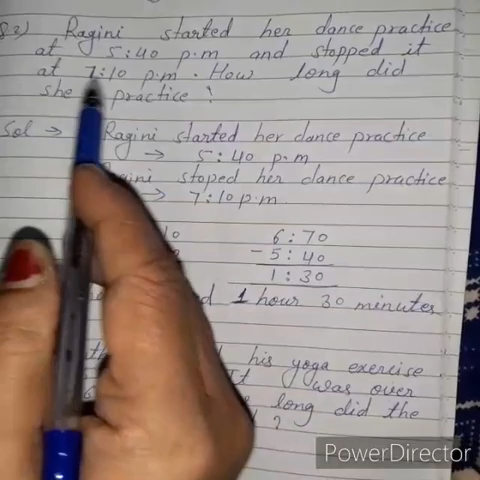 Q3) Ragini started her dance practice
at 5:40 p.m and stopped it
at 7:10 p.m. How long did
she practice ?
Sol → Ragini started her dance practice
→ 5:40 p.m
stoped her dance practice
→ 7:10 p.m.
10 6:70
- 5:40
1:30
1 hour 30 minutes
his yoga exercise
was over
long did the
?
PowerDirector